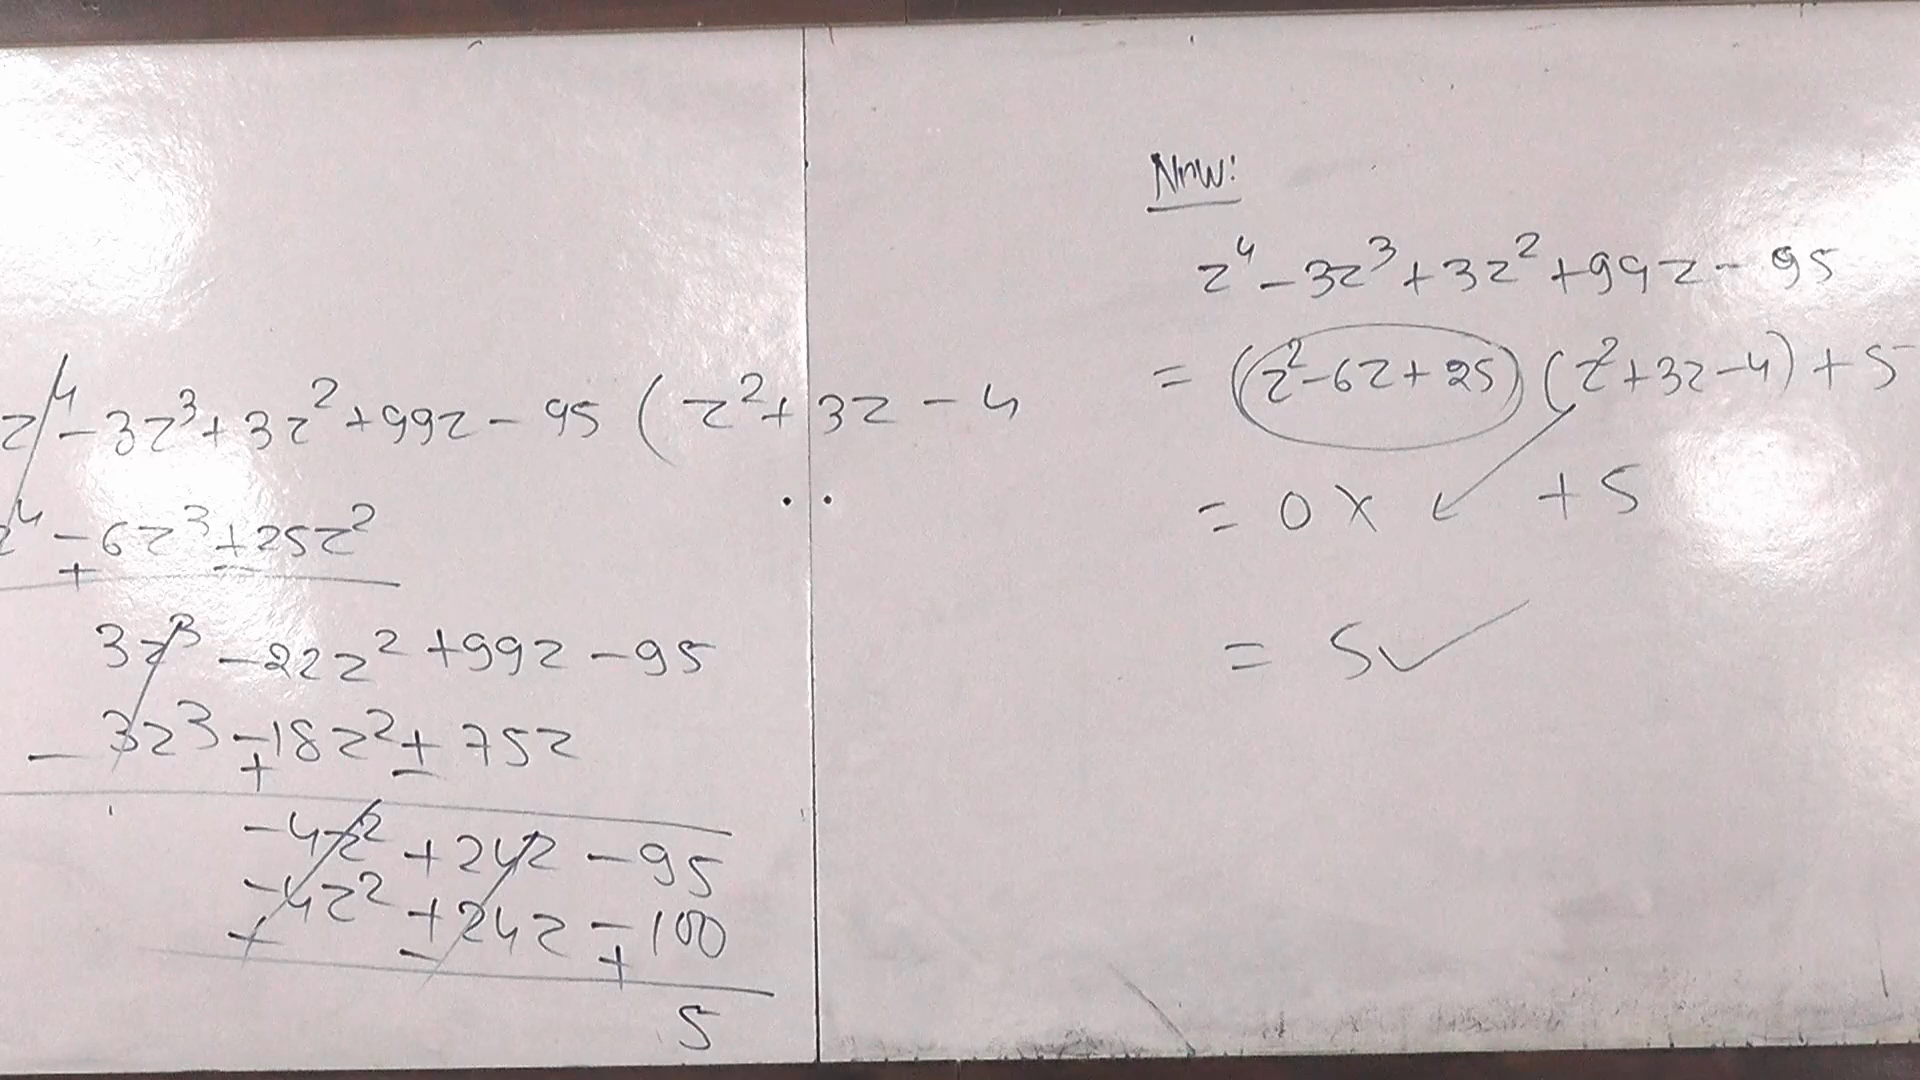 z⁴ - 3z³ + 3z² + 99z - 95 ( z² + 3z - 4
z⁴ - 6z³ + 25z²
+ -
3z³ - 22z² + 99z - 95
- 3z³ - 18z² + 75z
+ -
-4z² + 24z - 95
-4z² + 24z - 100
+ - +
5
Now:
z⁴ - 3z³ + 3z² + 99z - 95
= (z² - 6z + 25) (z² + 3z - 4) + 5
= 0 × ↙ + 5
= 5 ✓